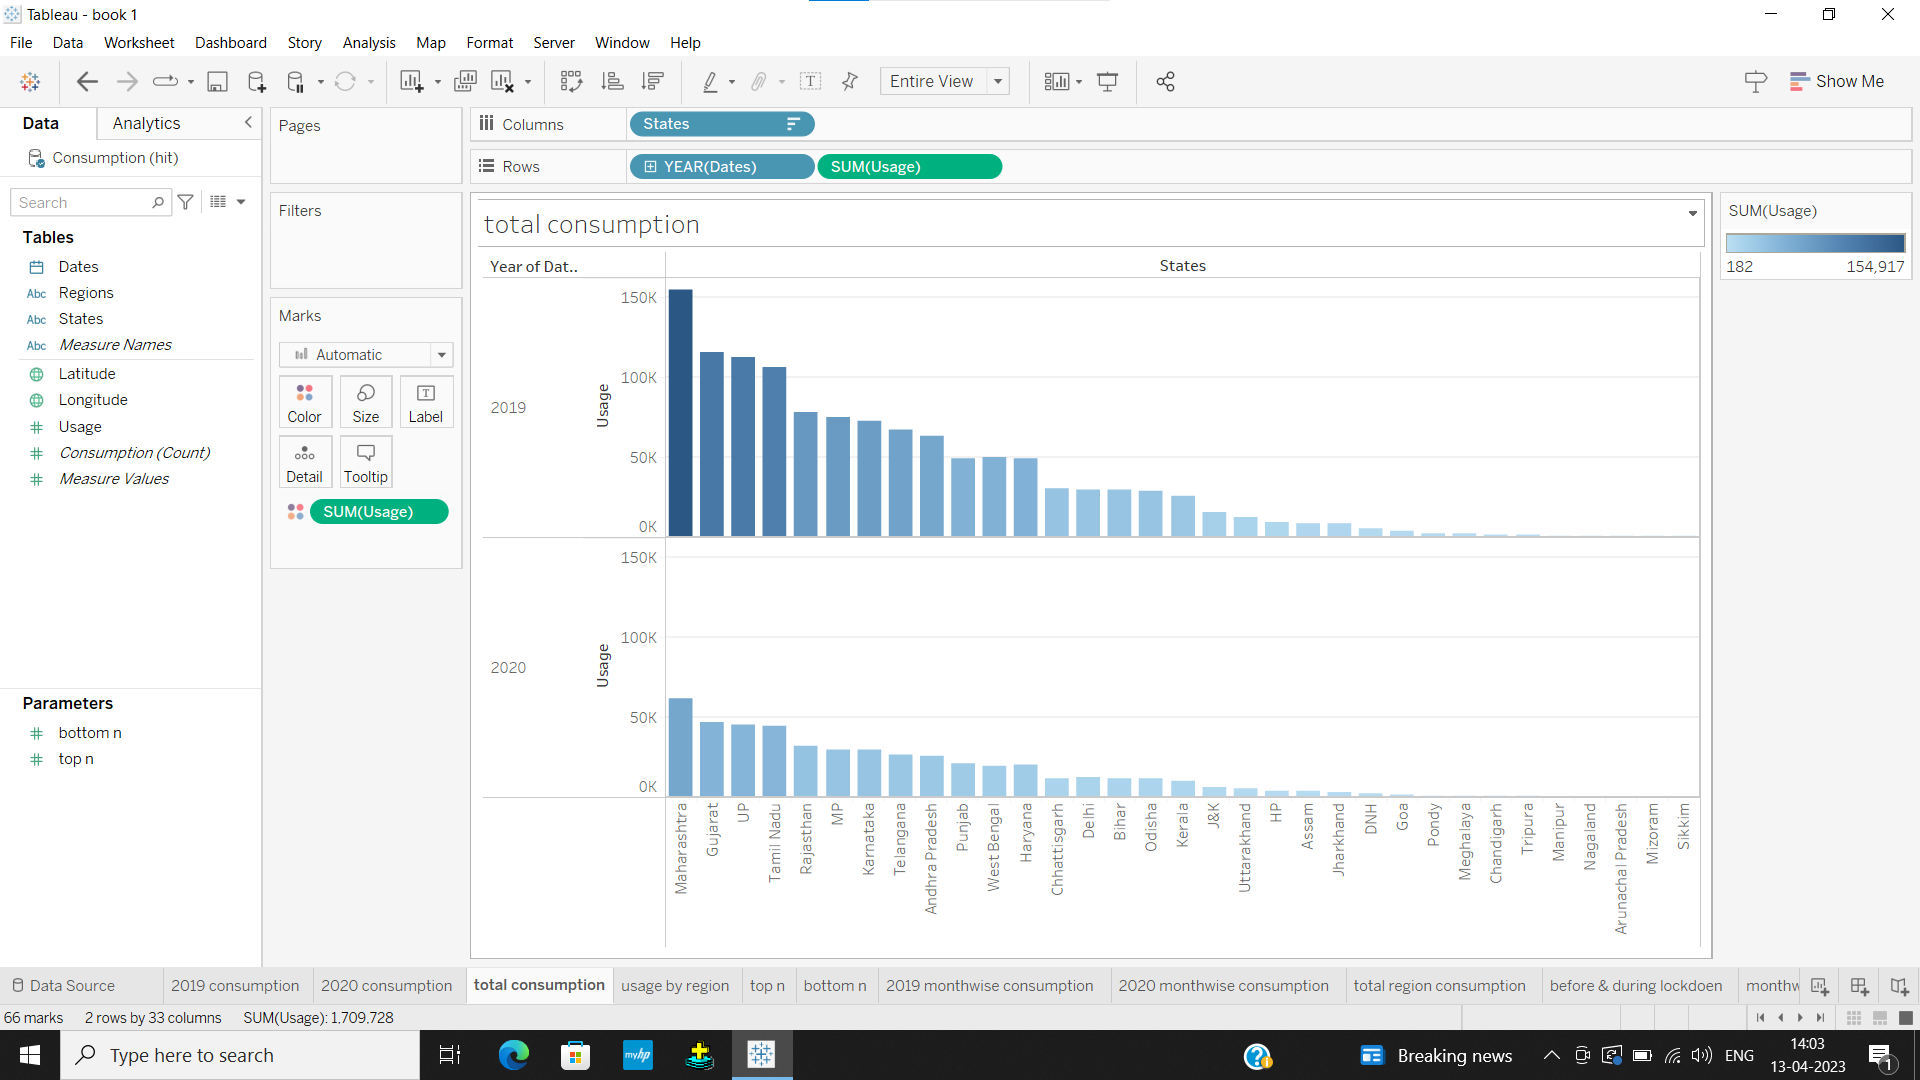 Tableau - book 1
File Data Worksheet Dashboard Story Analysis Map Format Server Window Help
Entire View
Show Me
Data Analytics
Consumption (hit)
Search
Tables
Dates
Abc Regions
Abc States
Abc Measure Names
Latitude
Longitude
# Usage
# Consumption (Count)
# Measure Values
Parameters
# bottom n
# top n
Pages
Filters
Marks
Automatic
Color Size Label
Detail Tooltip
SUM(Usage)
Columns States
Rows YEAR(Dates) SUM(Usage)
total consumption
Year of Dat..
States
2019
Usage
150K
100K
50K
0K
2020
Usage
150K
100K
50K
0K
Maharashtra
Gujarat
UP
Tamil Nadu
Rajasthan
MP
Karnataka
Telangana
Andhra Pradesh
Punjab
West Bengal
Haryana
Chhattisgarh
Delhi
Bihar
Odisha
Kerala
J&K
Uttarakhand
HP
Assam
Jharkhand
DNH
Goa
Pondy
Meghalaya
Chandigarh
Tripura
Manipur
Nagaland
Arunachal Pradesh
Mizoram
Sikkim
SUM(Usage)
182 154,917
Data Source 2019 consumption 2020 consumption total consumption usage by region top n bottom n 2019 monthwise consumption 2020 monthwise consumption total region consumption before & during lockdoen monthw
66 marks 2 rows by 33 columns SUM(Usage): 1,709,728
Type here to search
myhp
Breaking news
ENG
14:03
13-04-2023
1